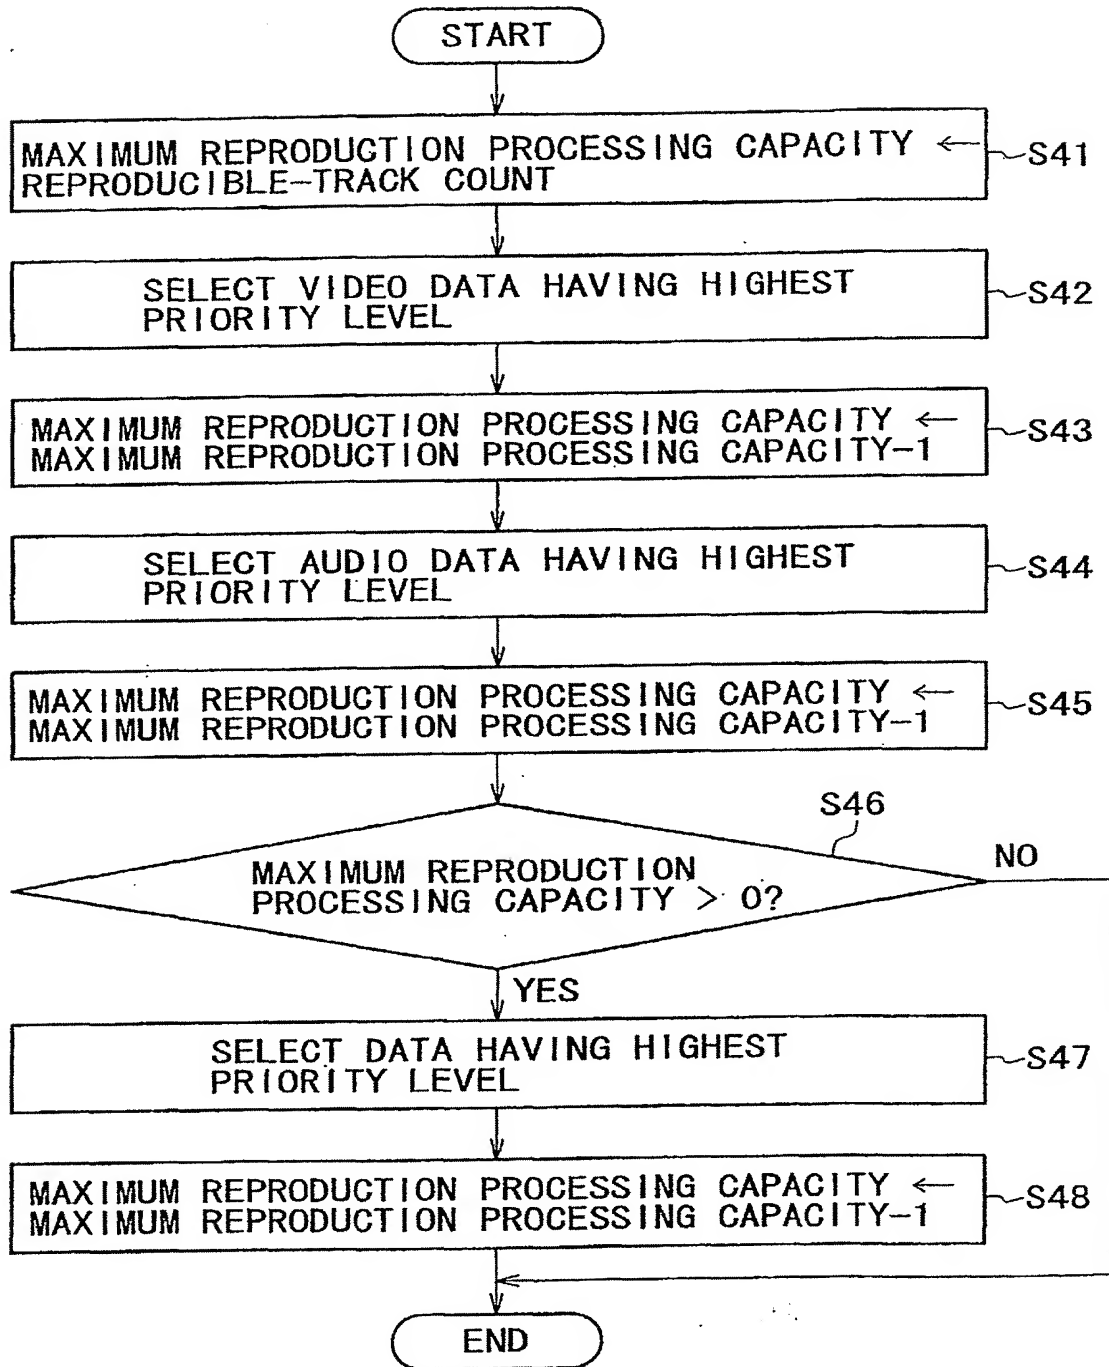 START
MAXIMUM REPRODUCTION PROCESSING CAPACITY ←
REPRODUCIBLE-TRACK COUNT
S41
SELECT VIDEO DATA HAVING HIGHEST
PRIORITY LEVEL
S42
MAXIMUM REPRODUCTION PROCESSING CAPACITY ←
MAXIMUM REPRODUCTION PROCESSING CAPACITY-1
S43
SELECT AUDIO DATA HAVING HIGHEST
PRIORITY LEVEL
S44
MAXIMUM REPRODUCTION PROCESSING CAPACITY ←
MAXIMUM REPRODUCTION PROCESSING CAPACITY-1
S45
S46
MAXIMUM REPRODUCTION
PROCESSING CAPACITY > 0?
NO
YES
SELECT DATA HAVING HIGHEST
PRIORITY LEVEL
S47
MAXIMUM REPRODUCTION PROCESSING CAPACITY ←
MAXIMUM REPRODUCTION PROCESSING CAPACITY-1
S48
END